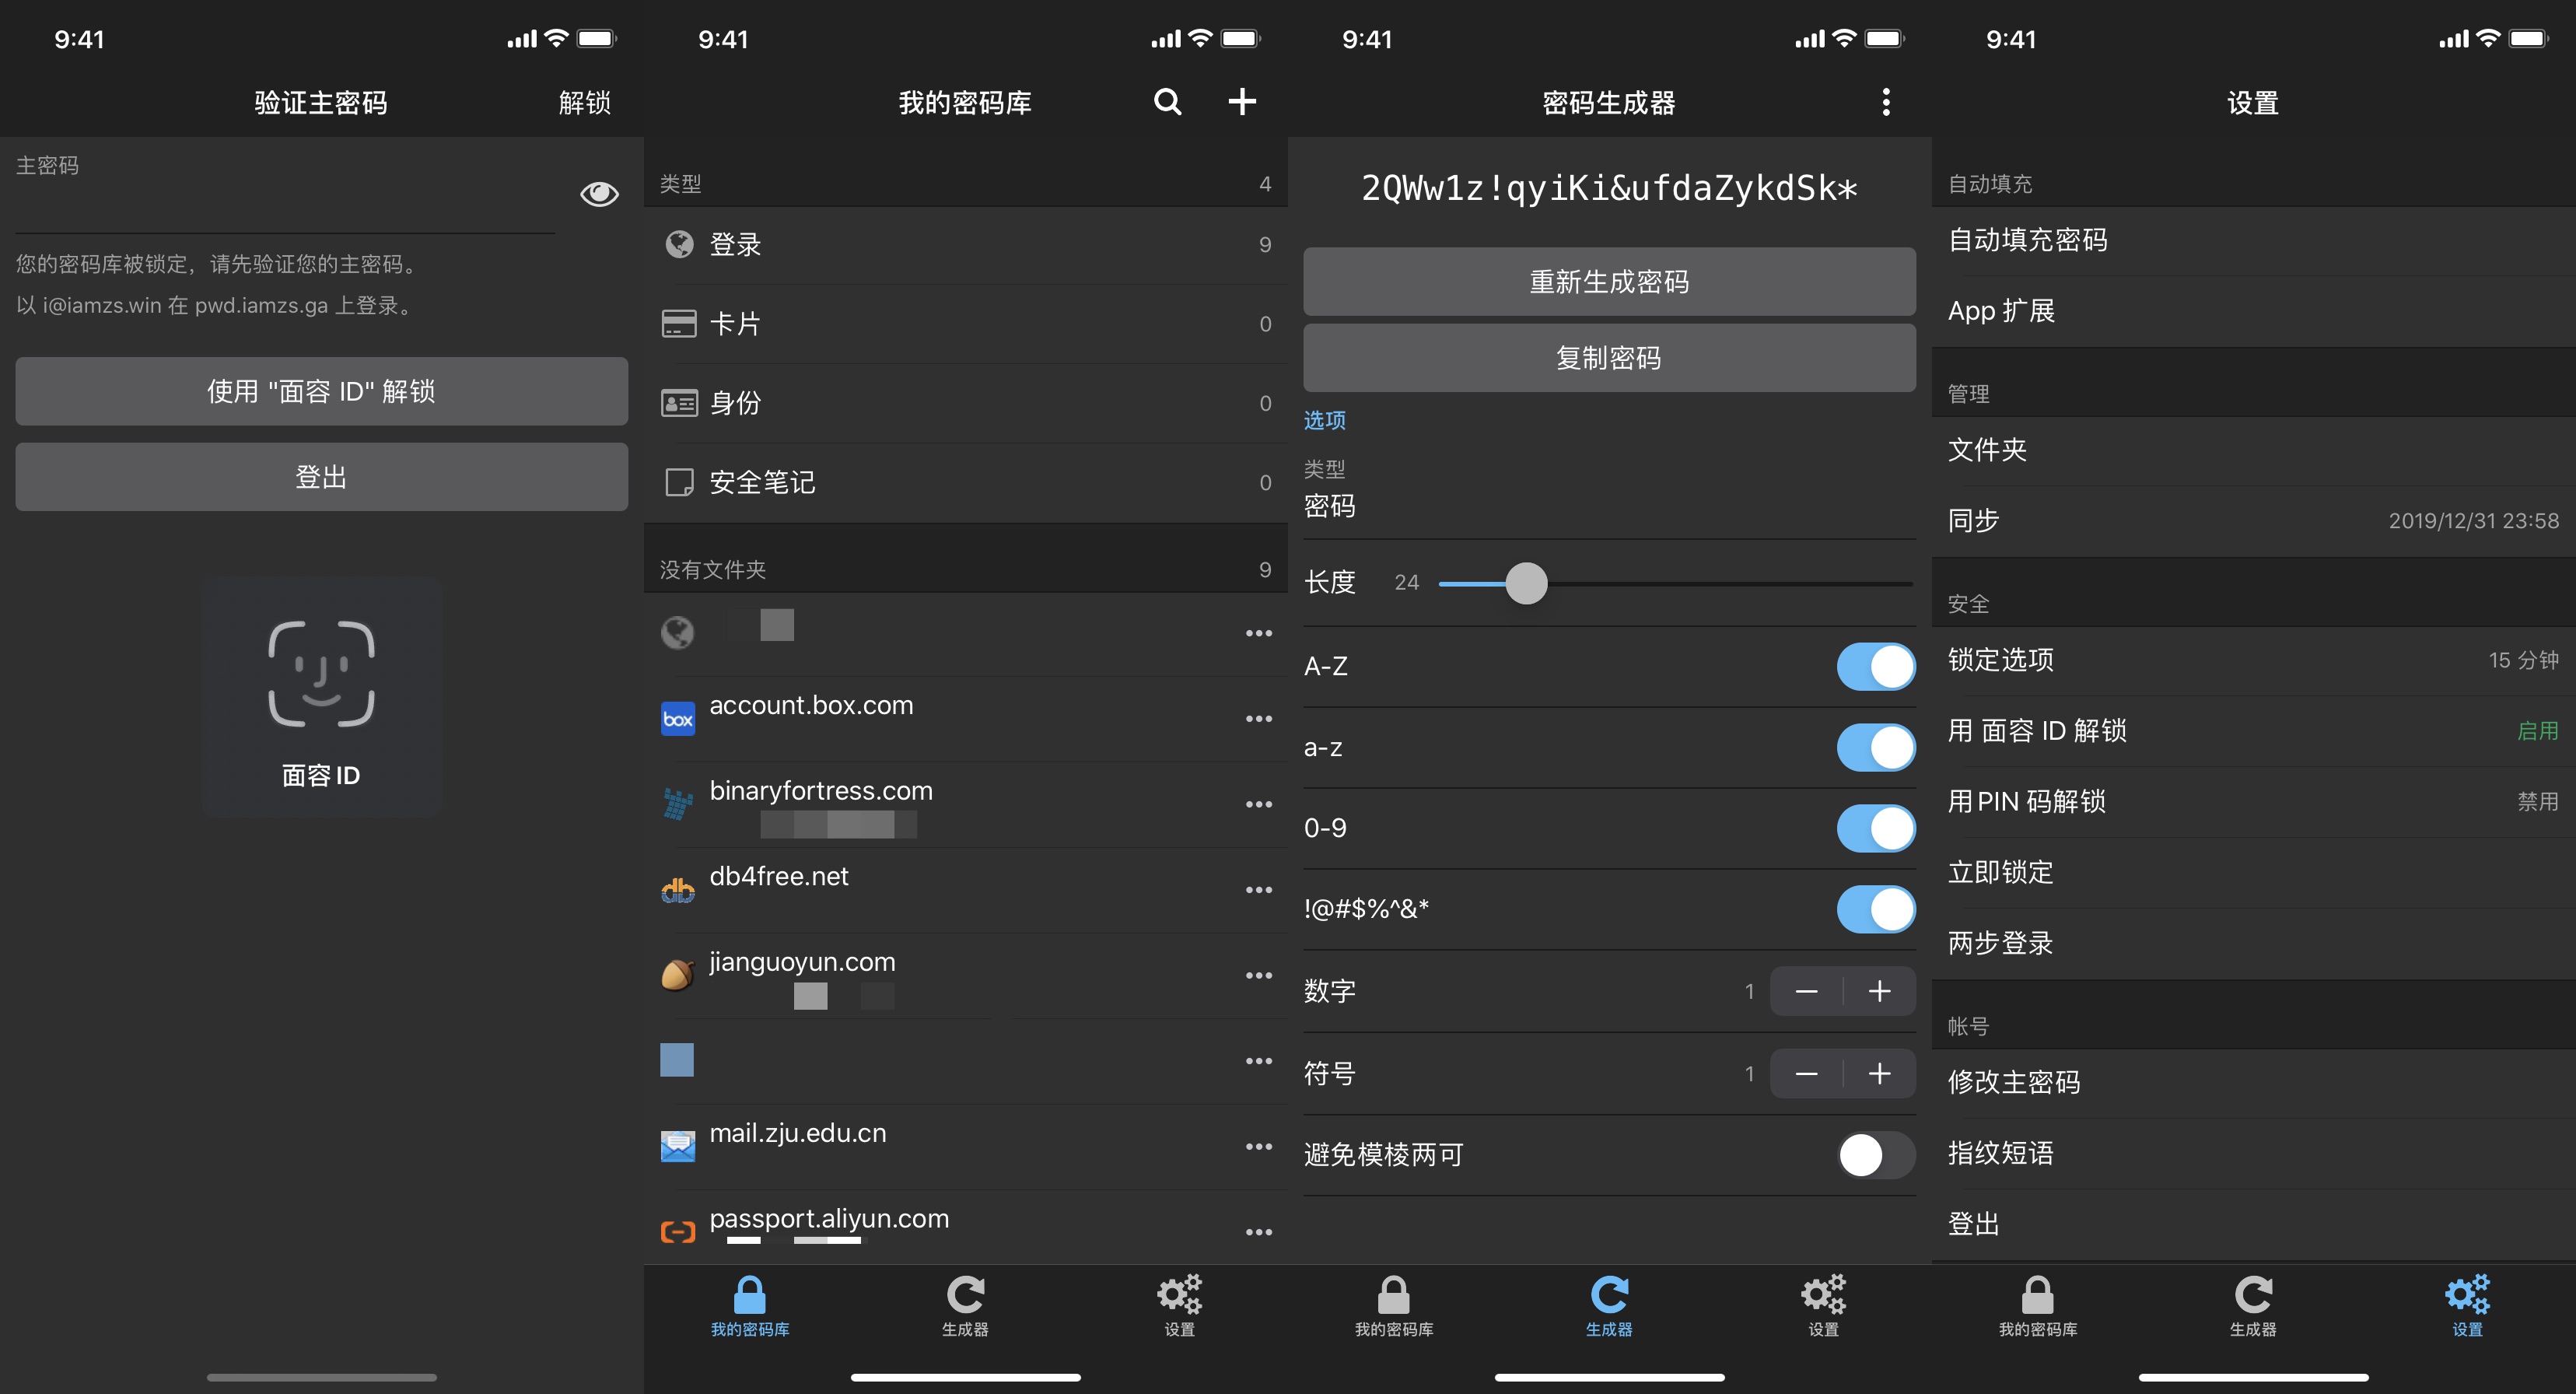 9:41
验证主密码
解锁
主密码
您的密码库被锁定，请先验证您的主密码。
以 i@iamzs.win 在 pwd.iamzs.ga 上登录。
使用 "面容 ID" 解锁
登出
面容 ID
9:41
我的密码库
类型 4
登录 9
卡片 0
身份 0
安全笔记 0
没有文件夹 9
account.box.com
box
binaryfortress.com
db4free.net
db
jianguoyun.com
mail.zju.edu.cn
passport.aliyun.com
我的密码库
生成器
设置
9:41
密码生成器
2QWw1z!qyiKi&ufdaZykdSk*
重新生成密码
复制密码
选项
类型
密码
长度 24
A-Z
a-z
0-9
!@#$%^&*
数字 1
符号 1
避免模棱两可
我的密码库
生成器
设置
9:41
设置
自动填充
自动填充密码
App 扩展
管理
文件夹
同步 2019/12/31 23:58
安全
锁定选项 15 分钟
用 面容 ID 解锁 启用
用PIN 码解锁 禁用
立即锁定
两步登录
帐号
修改主密码
指纹短语
登出
我的密码库
生成器
设置